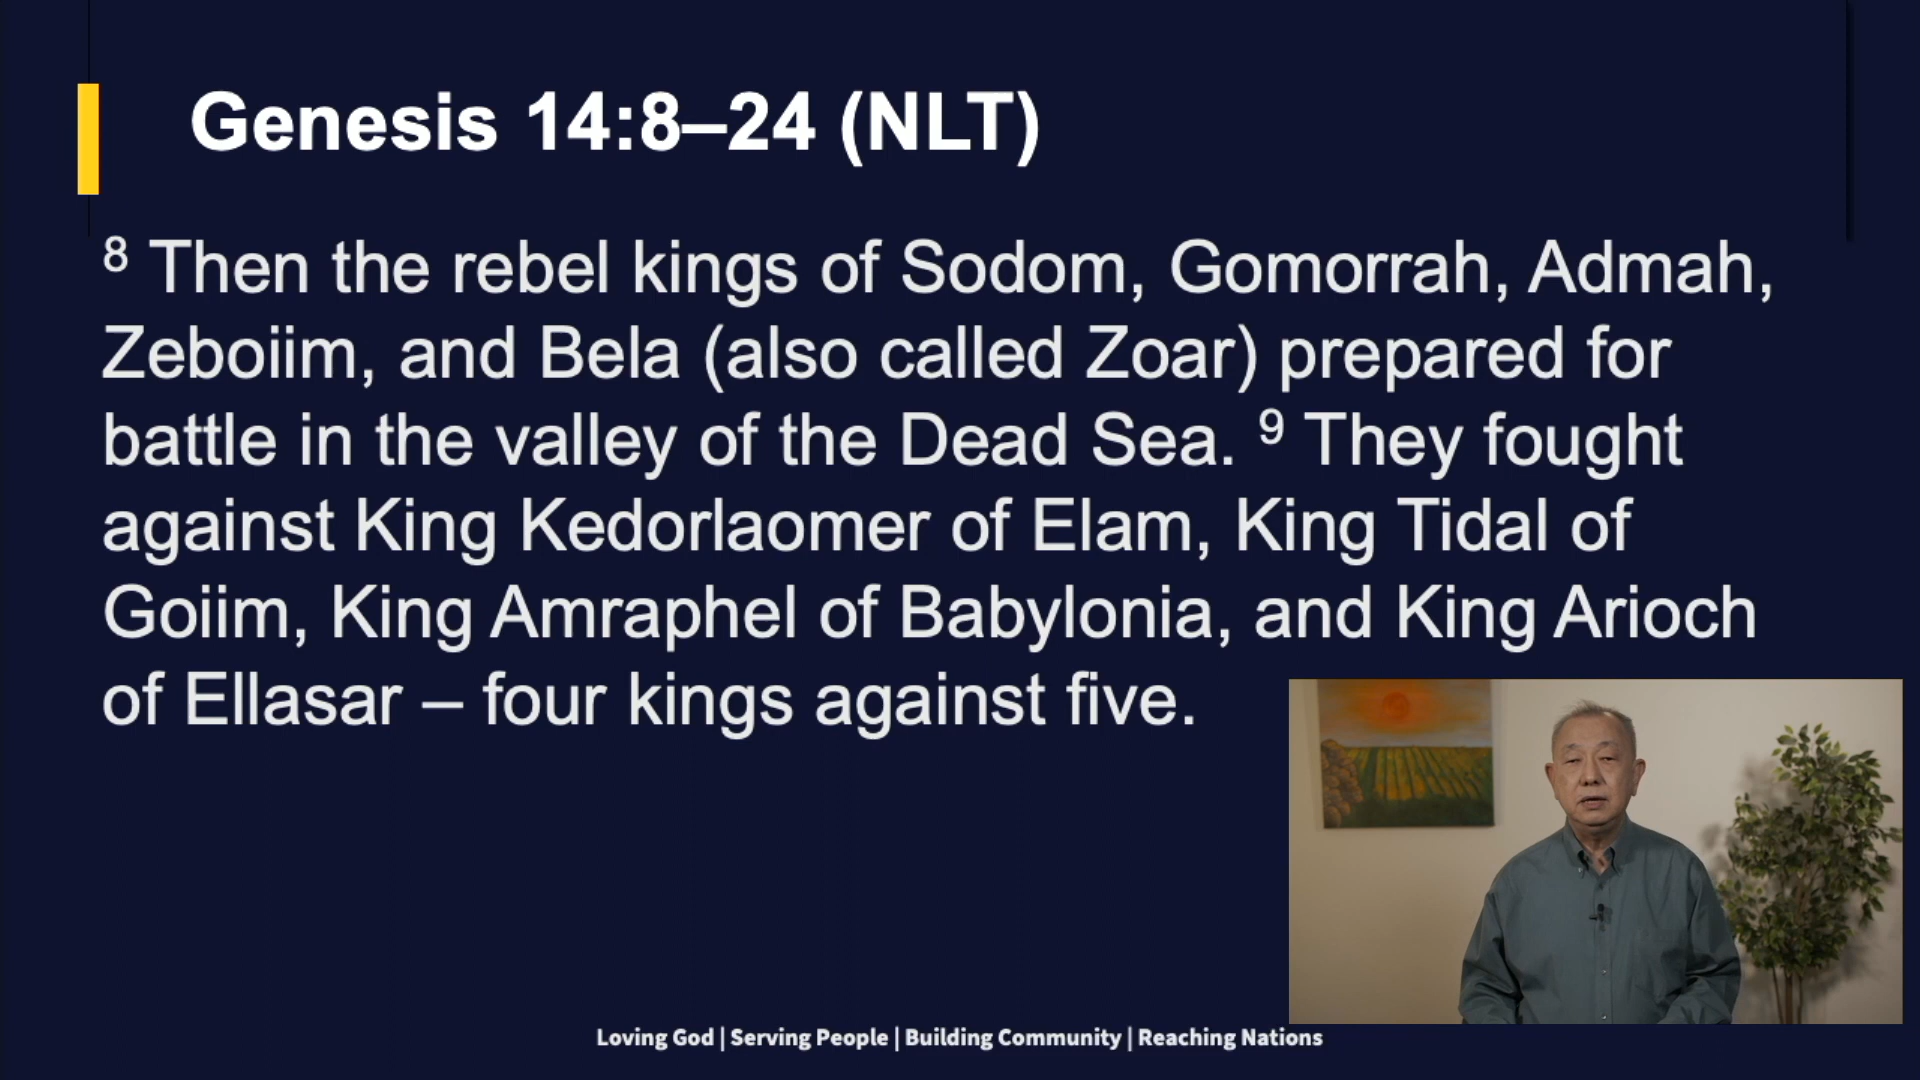 Genesis 14:8–24 (NLT)
8 Then the rebel kings of Sodom, Gomorrah, Admah,
Zeboiim, and Bela (also called Zoar) prepared for
battle in the valley of the Dead Sea. 9 They fought
against King Kedorlaomer of Elam, King Tidal of
Goiim, King Amraphel of Babylonia, and King Arioch
of Ellasar – four kings against five.
Loving God | Serving People | Building Community | Reaching Nations